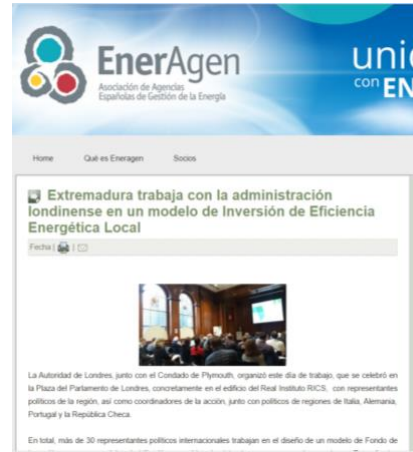 EnerAgen
Asociación de Agencias
Españolas de Gestión de la Energía
unid
con EN
Home Qué es Eneragen Socios
Extremadura trabaja con la administración
londinense en un modelo de Inversión de Eficiencia
Energética Local
Fecha | |
La Autoridad de Londres, junto con el Condado de Plymouth, organizó este día de trabajo, que se celebró en
la Plaza del Parlamento de Londres, concretamente en el edificio del Real Instituto RICS, con representantes
políticos de la región, así como coordinadores de la acción, junto con políticos de regiones de Italia, Alemania,
Portugal y la República Checa.
En total, más de 30 representantes políticos internacionales trabajan en el diseño de un modelo de Fondo de